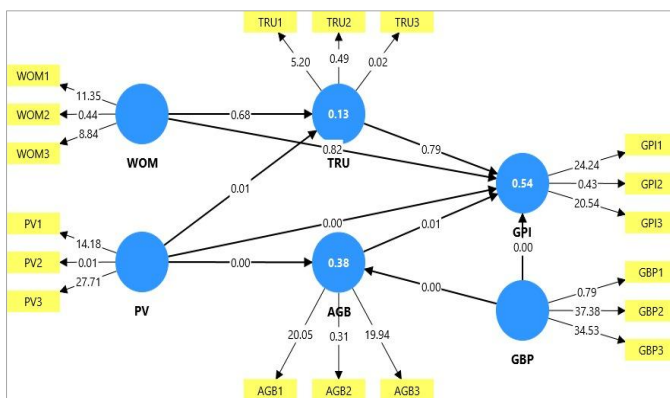 TRU1 TRU2 TRU3
5.20 0.49 0.02
WOM1
WOM2
WOM3
11.35
0.44
8.84
WOM
0.68
0.13
TRU
0.82
0.79
0.01
GPI1
GPI2
GPI3
24.24
0.43
20.54
0.54
GPI
0.00
0.01
0.00
PV1
PV2
PV3
14.18
0.01
27.71
PV
0.00
0.38
AGB
0.00
GBP1
GBP2
GBP3
0.79
37.38
34.53
GBP
20.05 0.31 19.94
AGB1 AGB2 AGB3